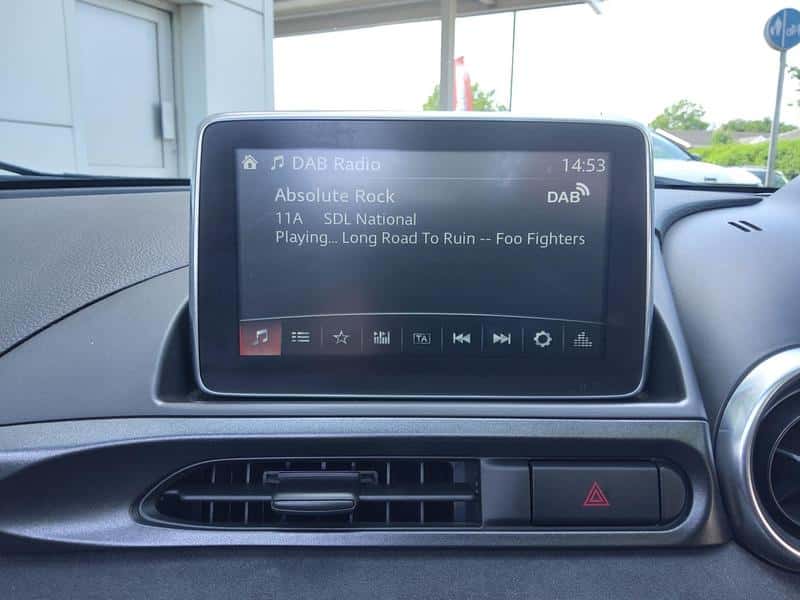 DAB Radio 14:53
Absolute Rock DAB
11A SDL National
Playing... Long Road To Ruin -- Foo Fighters
TA